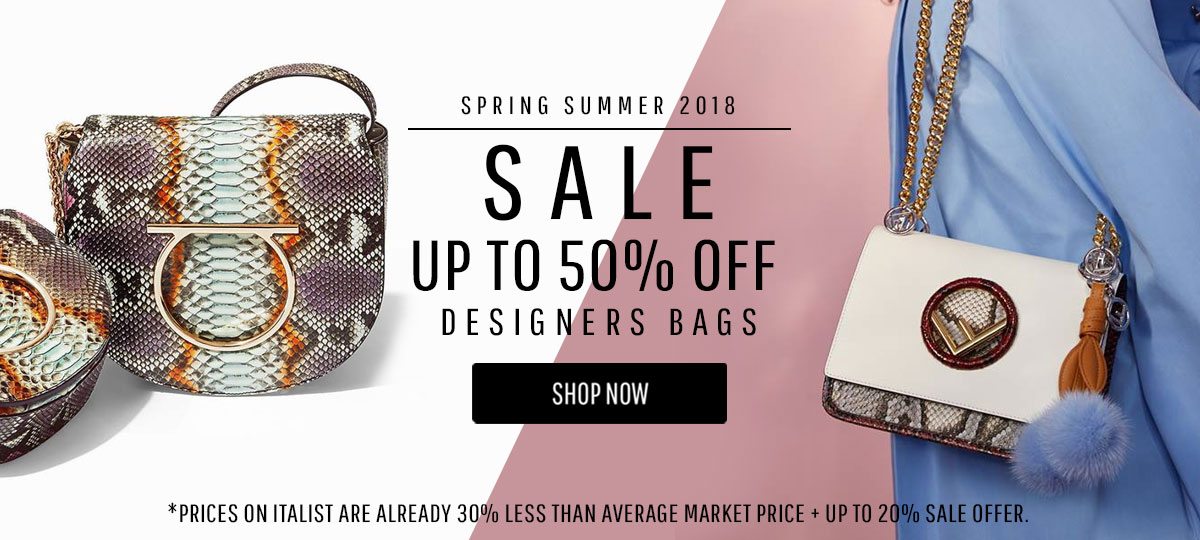 SPRING SUMMER 2018
SALE
UP TO 50% OFF
DESIGNERS BAGS
SHOP NOW
*PRICES ON ITALIST ARE ALREADY 30% LESS THAN AVERAGE MARKET PRICE + UP TO 20% SALE OFFER.